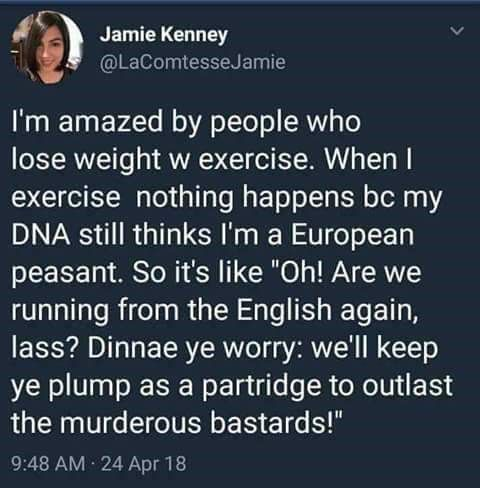 Jamie Kenney
@LaComtesseJamie
I'm amazed by people who
lose weight w exercise. When I
exercise  nothing happens bc my
DNA still thinks I'm a European
peasant. So it's like "Oh! Are we
running from the English again,
lass? Dinnae ye worry: we'll keep
ye plump as a partridge to outlast
the murderous bastards!"
9:48 AM · 24 Apr 18